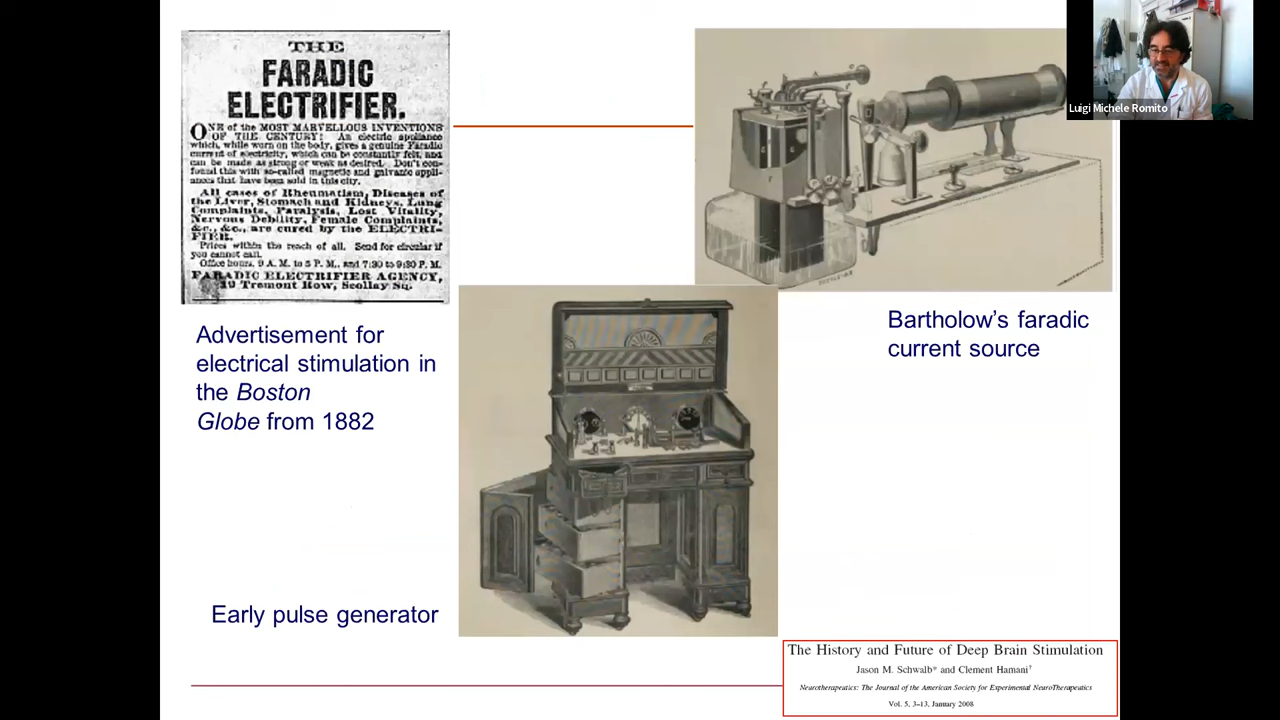 THE
FARADIC
ELECTRIFIER.
ONE of the MOST MARVELLOUS INVENTIONS
OF THE CENTURY: An electric appliance
which, while worn on the body, gives a genuine Faradic
current of electricity, which can be constantly felt, and
can be made as strong or weak as desired. Don't con-
found this with so-called magnetic and galvanic appli-
ances that have been sold in this city.
All cases of Rheumatism, Diseases of
the Liver, Stomach and Kidneys, Lung
Complaints, Paralysis, Lost Vitality,
Nervous Debility, Female Complaints,
&c., &c., are cured by the ELECTRI-
FIER.
Prices within the reach of all. Send for circular if
you cannot call.
Office hours, 9 A. M. to 5 P. M., and 7:30 to 9:30 P. M.
FARADIC ELECTRIFIER AGENCY,
Tremont Row, Scollay Sq.
Luigi Michele Romito
Advertisement for
electrical stimulation in
the Boston
Globe from 1882
Bartholow's faradic
current source
Early pulse generator
The History and Future of Deep Brain Stimulation
Jason M. Schwalb* and Clement Hamani†
Neurotherapeutics: The Journal of the American Society for Experimental NeuroTherapeutics
Vol. 5, 3–13, January 2008